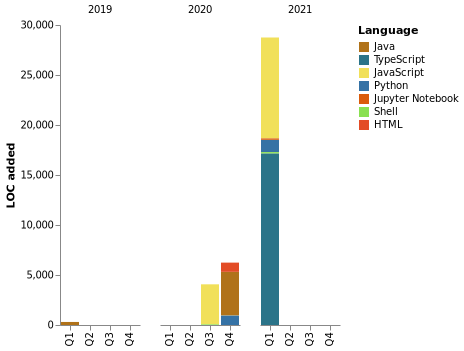 2019 2020 2021
Language
Java
TypeScript
JavaScript
Python
Jupyter Notebook
Shell
HTML
LOC added
30,000
25,000
20,000
15,000
10,000
5,000
0
Q1 Q2 Q3 Q4 Q1 Q2 Q3 Q4 Q1 Q2 Q3 Q4